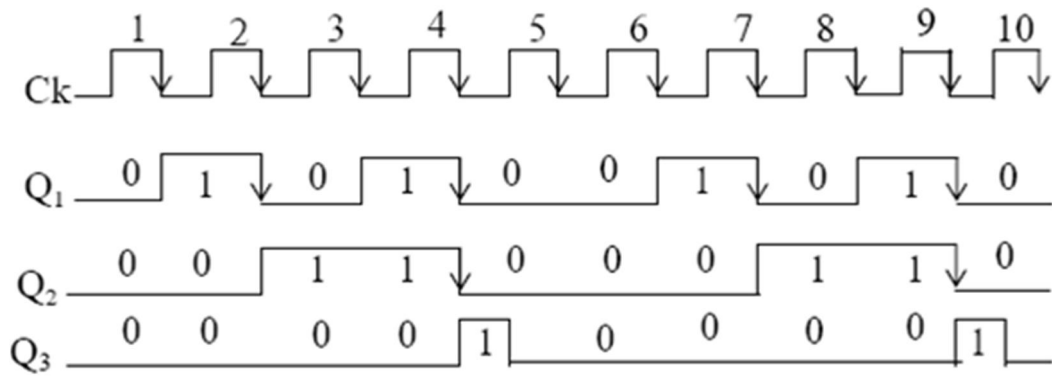 1 2 3 4 5 6 7 8 9 10
Ck
Q₁ 0 1 0 1 0 0 1 0 1 0
Q₂ 0 0 1 1 0 0 0 1 1 0
Q₃ 0 0 0 0 1 0 0 0 0 1